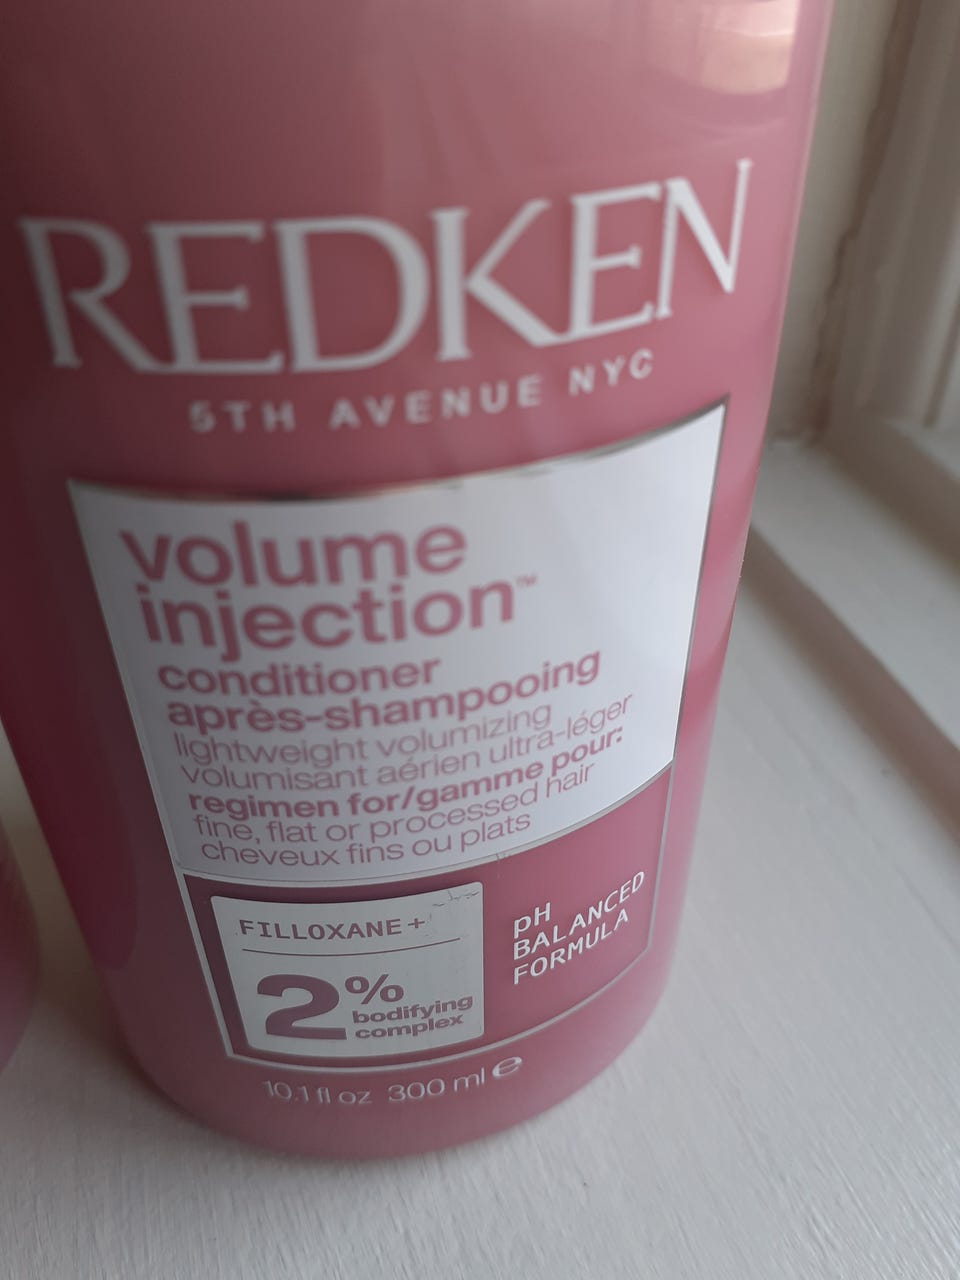 REDKEN
5TH AVENUE NYC
volume
injection™
conditioner
après-shampooing
lightweight volumizing
volumisant aérien ultra-léger
regimen for/gamme pour:
fine, flat or processed hair
cheveux fins ou plats
FILLOXANE+
2% bodifying
complex
pH
BALANCED
FORMULA
10.1 fl oz 300 ml e